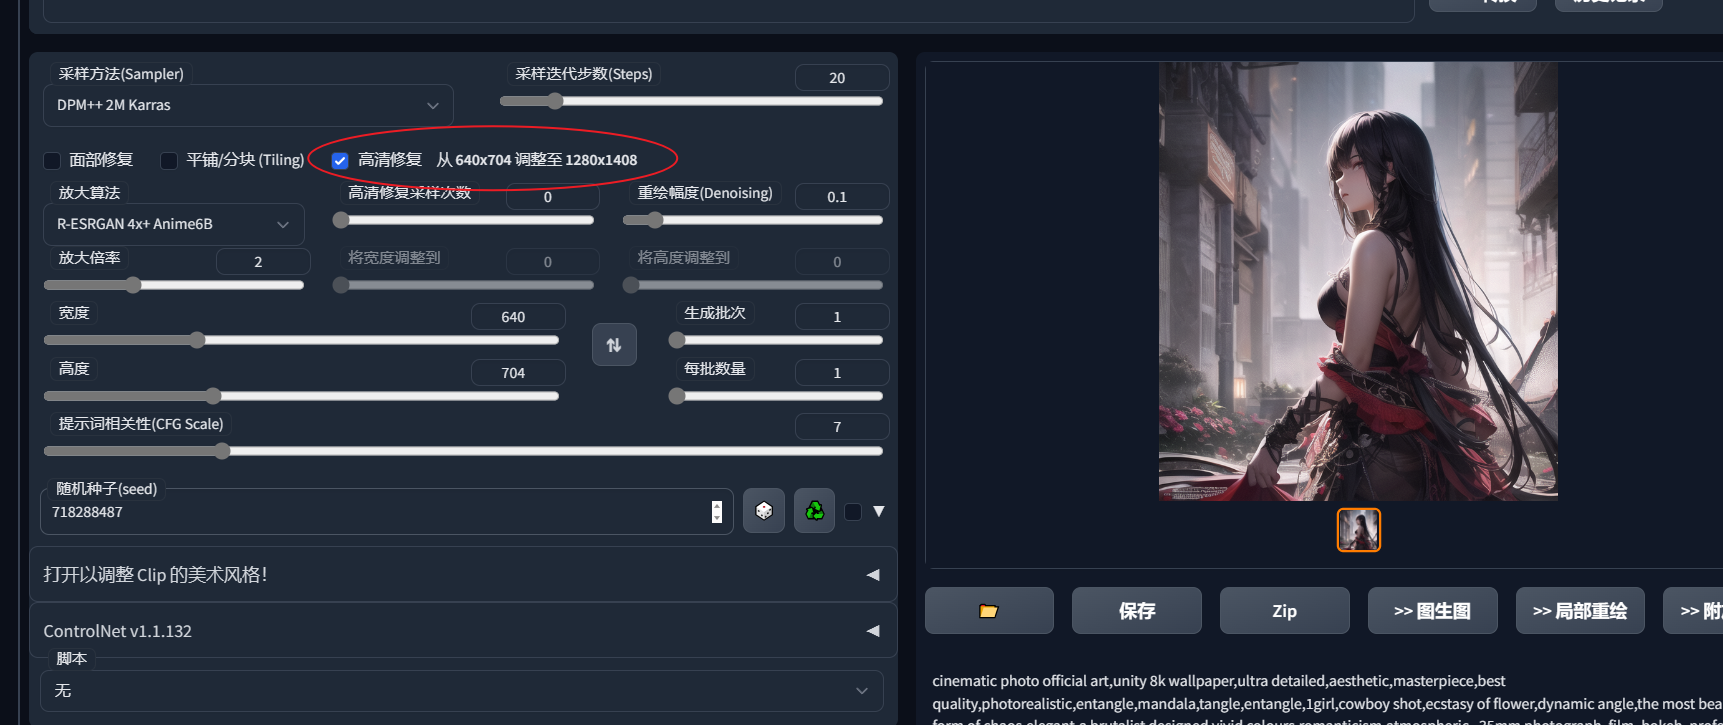 采样方法(Sampler)
采样迭代步数(Steps)
20
DPM++ 2M Karras
面部修复
平铺/分块 (Tiling)
高清修复
从 640x704 调整至 1280x1408
放大算法
高清修复采样次数
0
重绘幅度(Denoising)
0.1
R-ESRGAN 4x+ Anime6B
放大倍率
2
将宽度调整到
0
将高度调整到
0
宽度
640
生成批次
1
高度
704
每批数量
1
提示词相关性(CFG Scale)
7
随机种子(seed)
718288487
打开以调整 Clip 的美术风格!
ControlNet v1.1.132
脚本
无
保存
Zip
>> 图生图
>> 局部重绘
>> 附
cinematic photo official art,unity 8k wallpaper,ultra detailed,aesthetic,masterpiece,best
quality,photorealistic,entangle,mandala,tangle,entangle,1girl,cowboy shot,ecstasy of flower,dynamic angle,the most bea